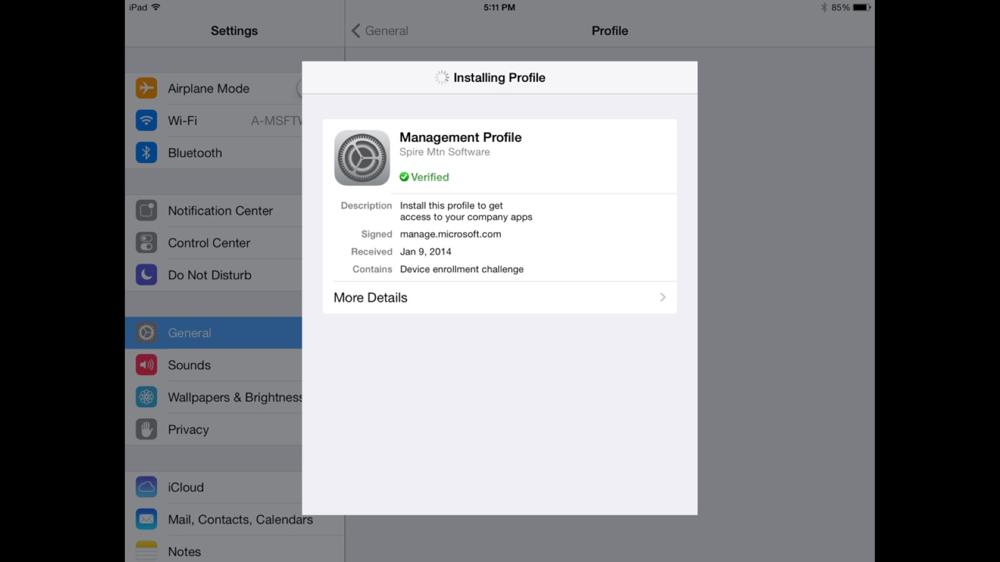 iPad
5:11 PM
85%
Settings
General
Profile
Airplane Mode
Wi-Fi
A-MSFTW
Bluetooth
Notification Center
Control Center
Do Not Disturb
General
Sounds
Wallpapers & Brightness
Privacy
iCloud
Mail, Contacts, Calendars
Notes
Installing Profile
Management Profile
Spire Mtn Software
Verified
Description Install this profile to get
access to your company apps
Signed manage.microsoft.com
Received Jan 9, 2014
Contains Device enrollment challenge
More Details